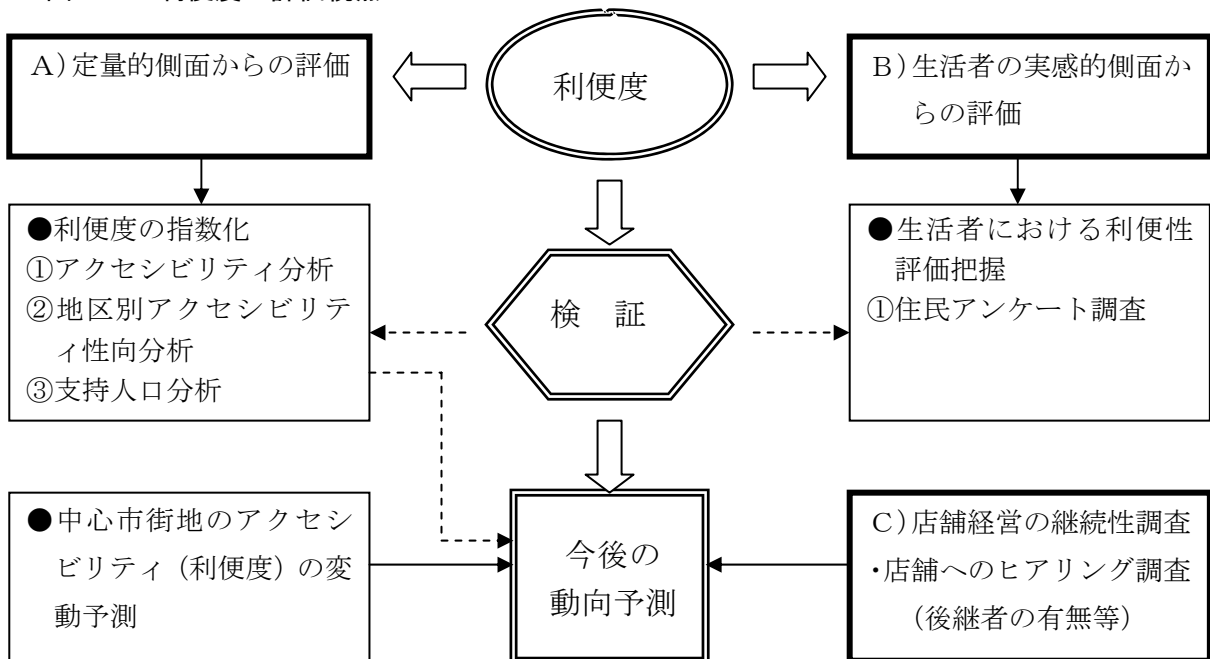 A)定量的側面からの評価
利便度
B)生活者の実感的側面か
らの評価
●利便度の指数化
①アクセシビリティ分析
②地区別アクセシビリテ
ィ性向分析
③支持人口分析
検 証
●生活者における利便性
評価把握
①住民アンケート調査
●中心市街地のアクセシ
ビリティ(利便度)の変
動予測
今後の
動向予測
C)店舗経営の継続性調査
・店舗へのヒアリング調査
(後継者の有無等)